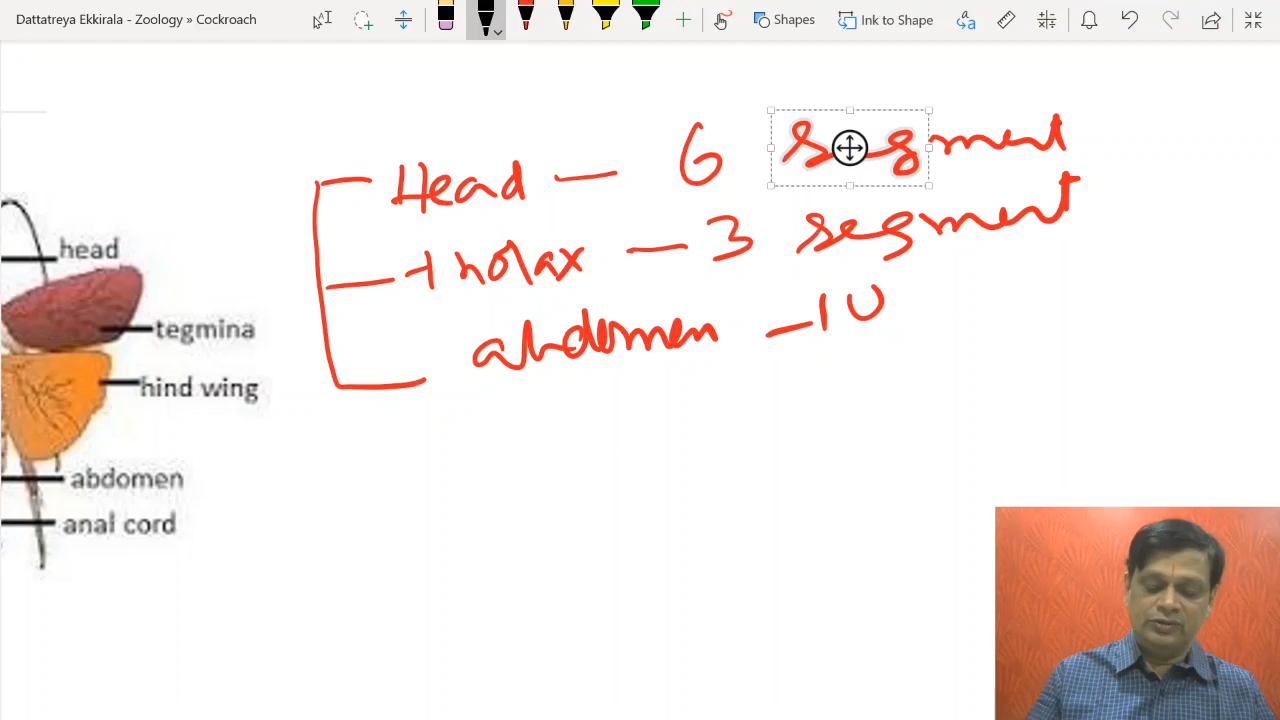 Dattatreya Ekkirala - Zoology » Cockroach
Shapes
Ink to Shape
Head — 6 segment
thorax — 3 segment
abdomen — 10
head
tegmina
hind wing
abdomen
anal cord